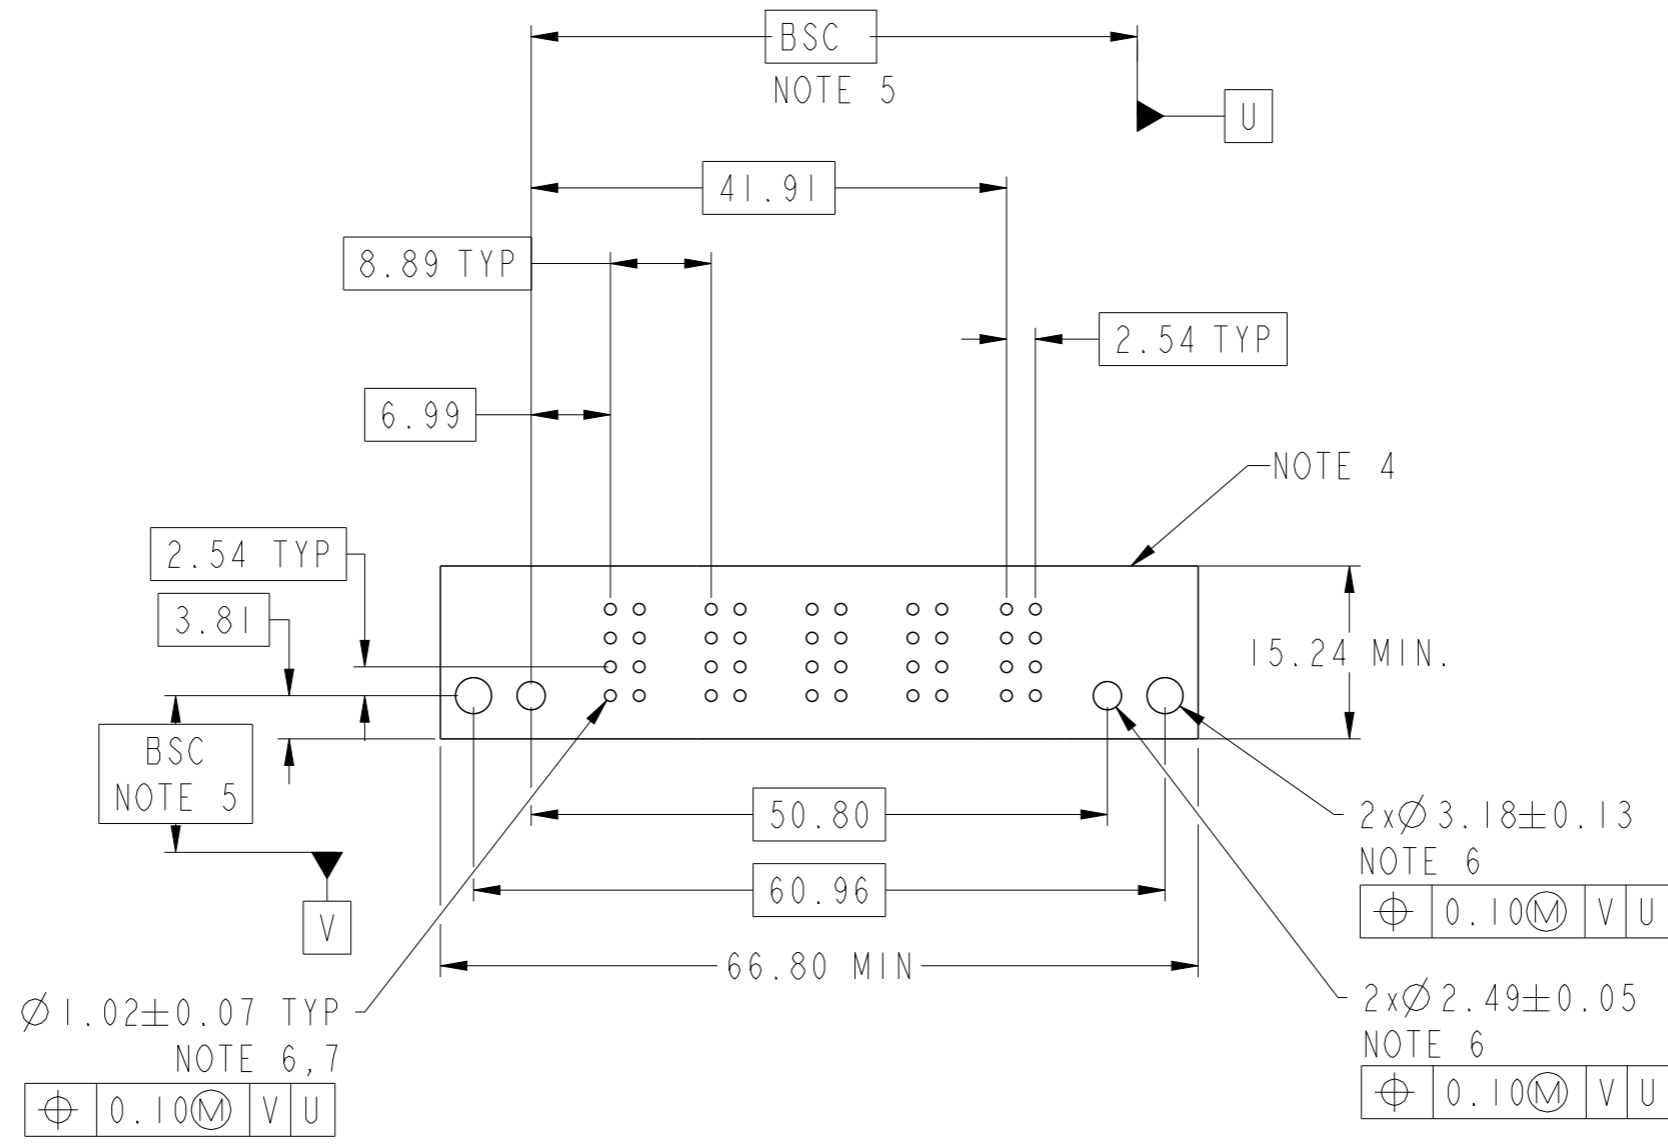 BSC
NOTE 5
U
41.91
8.89 TYP
2.54 TYP
6.99
NOTE 4
2.54 TYP
3.81
15.24 MIN.
BSC
NOTE 5
50.80
2xØ3.18±0.13
NOTE 6
60.96
⌖ 0.10Ⓜ V U
V
66.80 MIN
Ø1.02±0.07 TYP
NOTE 6,7
⌖ 0.10Ⓜ V U
2xØ2.49±0.05
NOTE 6
⌖ 0.10Ⓜ V U